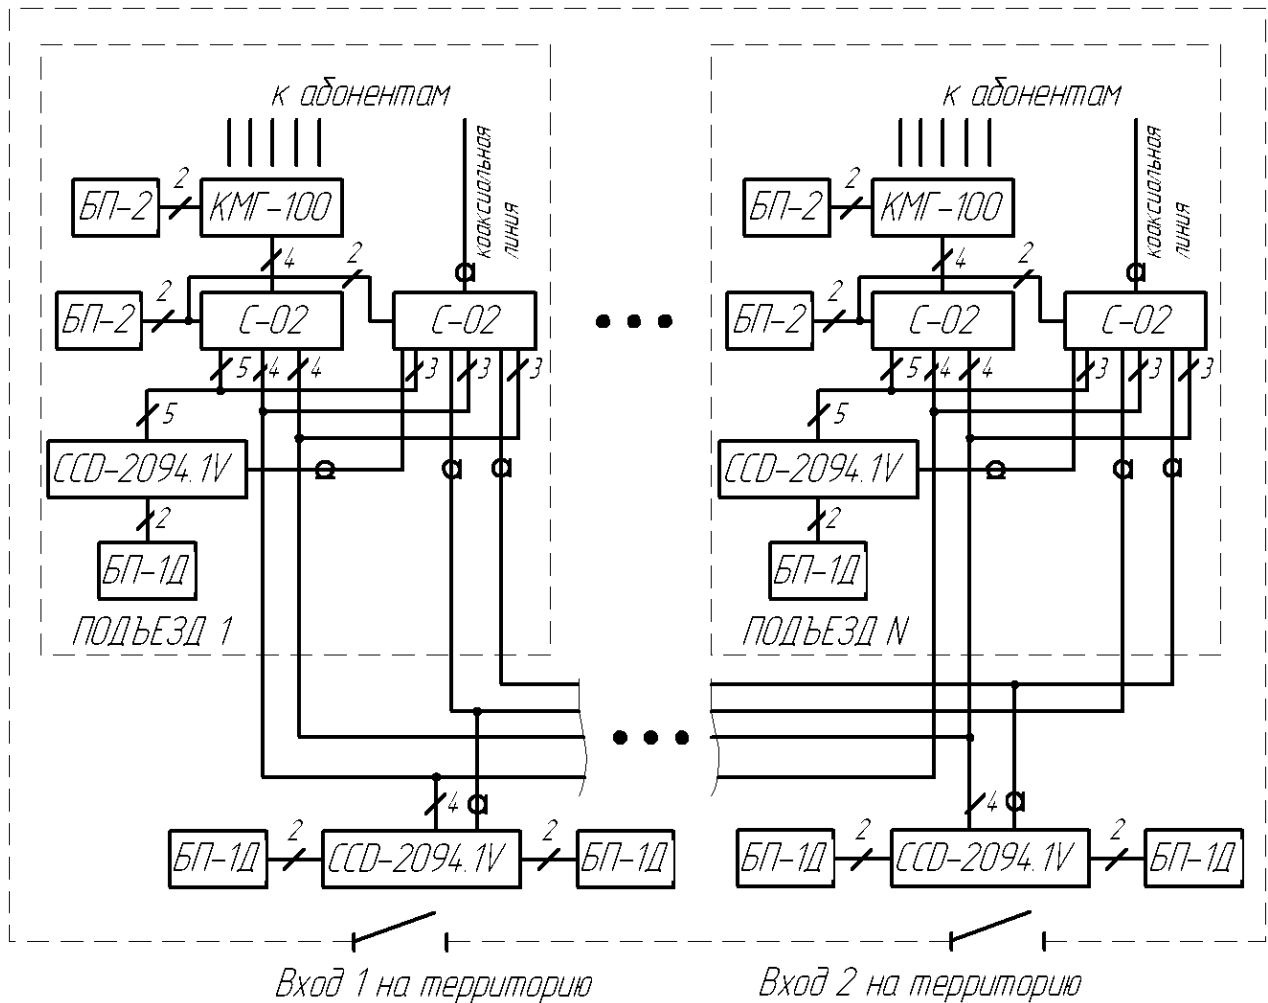 к абонентам
к абонентам
коаксиальная
линия
коаксиальная
линия
БП-2
2
КМГ-100
БП-2
2
КМГ-100
4
2
4
2
БП-2
2
С-02
С-02
БП-2
2
С-02
С-02
5
4
4
3
3
3
5
4
4
3
3
3
5
5
CCD-2094.1V
CCD-2094.1V
2
2
БП-1Д
БП-1Д
ПОДЪЕЗД 1
ПОДЪЕЗД N
4
4
БП-1Д
2
CCD-2094.1V
2
БП-1Д
БП-1Д
2
CCD-2094.1V
2
БП-1Д
Вход 1 на территорию
Вход 2 на территорию